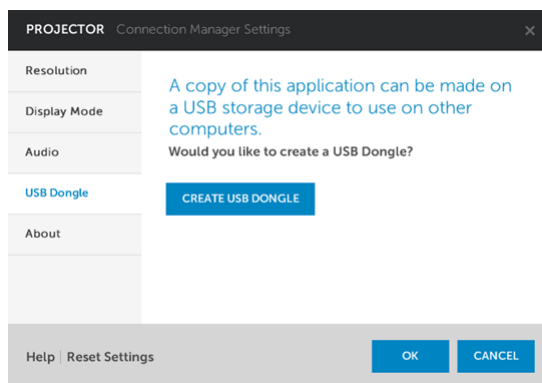 PROJECTOR Connection Manager Settings
Resolution
Display Mode
Audio
USB Dongle
About
A copy of this application can be made on
a USB storage device to use on other
computers.
Would you like to create a USB Dongle?
CREATE USB DONGLE
Help | Reset Settings
OK
CANCEL